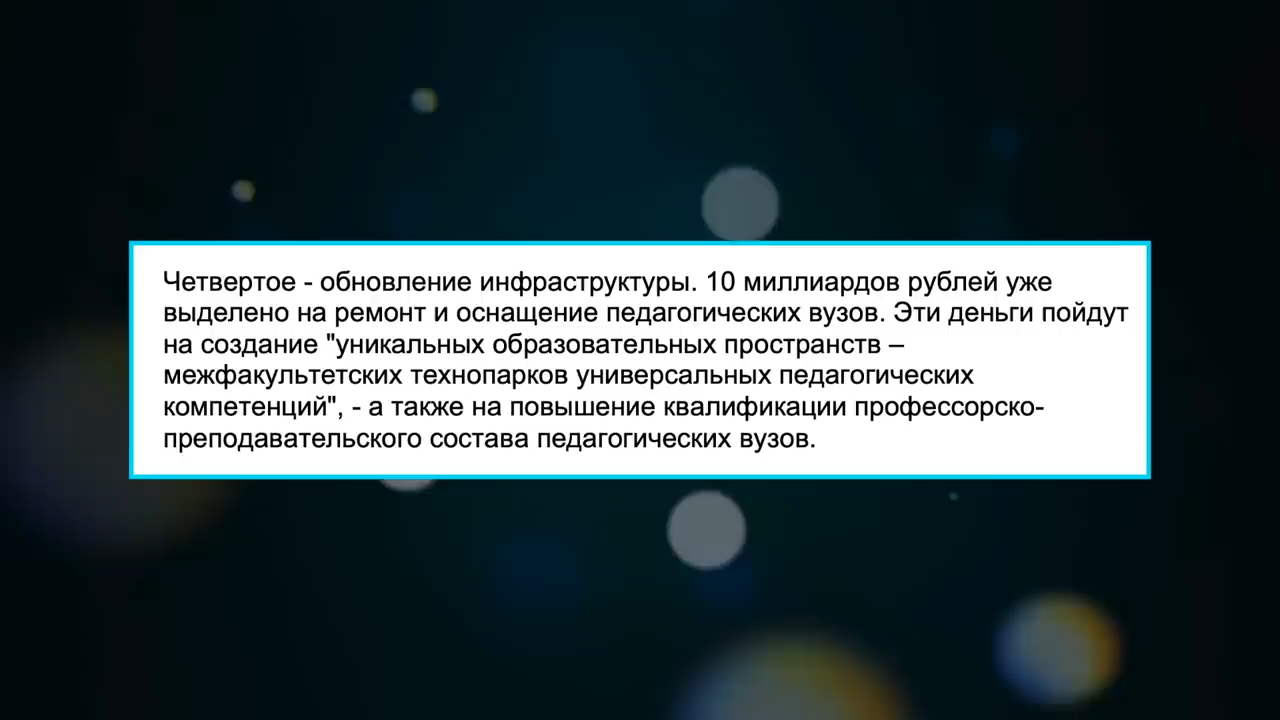 Четвертое - обновление инфраструктуры. 10 миллиардов рублей уже
выделено на ремонт и оснащение педагогических вузов. Эти деньги пойдут
на создание "уникальных образовательных пространств –
межфакультетских технопарков универсальных педагогических
компетенций", - а также на повышение квалификации профессорско-
преподавательского состава педагогических вузов.